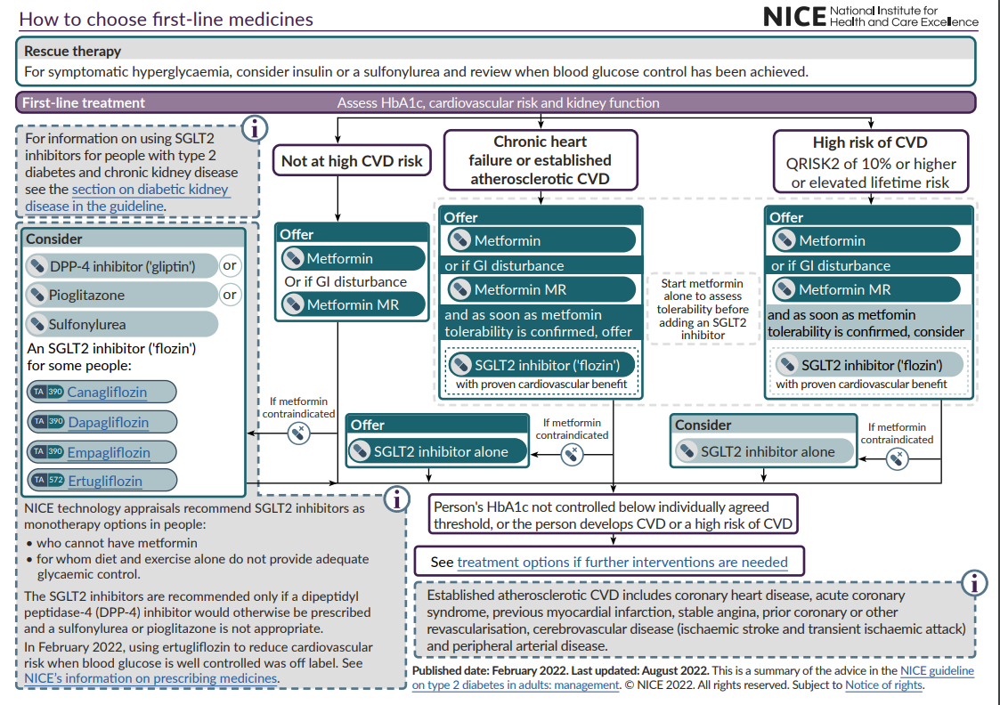 How to choose first-line medicines
NICE National Institute for
Health and Care Excellence
Rescue therapy
For symptomatic hyperglycaemia, consider insulin or a sulfonylurea and review when blood glucose control has been achieved.
First-line treatment
Assess HbA1c, cardiovascular risk and kidney function
i
For information on using SGLT2
inhibitors for people with type 2
diabetes and chronic kidney disease
see the section on diabetic kidney
disease in the guideline.
Not at high CVD risk
Chronic heart
failure or established
atherosclerotic CVD
High risk of CVD
QRISK2 of 10% or higher
or elevated lifetime risk
Consider
DPP-4 inhibitor ('gliptin')
or
Pioglitazone
or
Sulfonylurea
An SGLT2 inhibitor ('flozin')
for some people:
TA 390 Canagliflozin
TA 390 Dapagliflozin
TA 390 Empagliflozin
TA 572 Ertugliflozin
Offer
Metformin
Or if GI disturbance
Metformin MR
If metformin
contraindicated
Offer
Metformin
or if GI disturbance
Metformin MR
and as soon as metfomin
tolerability is confirmed, offer
SGLT2 inhibitor ('flozin')
with proven cardiovascular benefit
Start metformin
alone to assess
tolerability before
adding an SGLT2
inhibitor
Offer
Metformin
or if GI disturbance
Metformin MR
and as soon as metfomin
tolerability is confirmed, consider
SGLT2 inhibitor ('flozin')
with proven cardiovascular benefit
Offer
SGLT2 inhibitor alone
If metformin
contraindicated
Consider
SGLT2 inhibitor alone
If metformin
contraindicated
i
NICE technology appraisals recommend SGLT2 inhibitors as
monotherapy options in people:
• who cannot have metformin
• for whom diet and exercise alone do not provide adequate
glycaemic control.
The SGLT2 inhibitors are recommended only if a dipeptidyl
peptidase-4 (DPP-4) inhibitor would otherwise be prescribed
and a sulfonylurea or pioglitazone is not appropriate.
In February 2022, using ertugliflozin to reduce cardiovascular
risk when blood glucose is well controlled was off label. See
NICE's information on prescribing medicines.
Person's HbA1c not controlled below individually agreed
threshold, or the person develops CVD or a high risk of CVD
See treatment options if further interventions are needed
i
Established atherosclerotic CVD includes coronary heart disease, acute coronary
syndrome, previous myocardial infarction, stable angina, prior coronary or other
revascularisation, cerebrovascular disease (ischaemic stroke and transient ischaemic attack)
and peripheral arterial disease.
Published date: February 2022. Last updated: August 2022. This is a summary of the advice in the NICE guideline
on type 2 diabetes in adults: management. © NICE 2022. All rights reserved. Subject to Notice of rights.